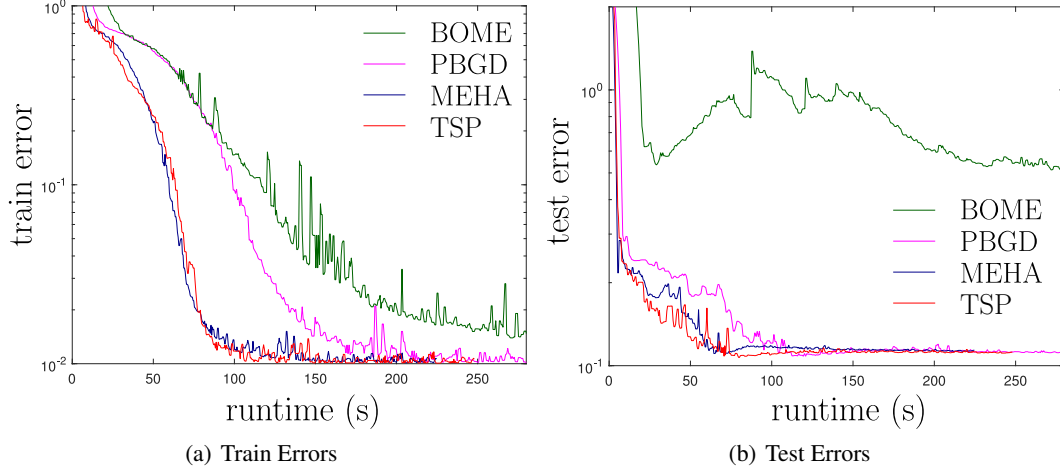 10^0
10^{-1}
10^{-2}
train error
0
50
100
150
200
250
runtime (s)
BOME
PBGD
MEHA
TSP
(a) Train Errors
10^0
10^{-1}
test error
0
50
100
150
200
250
runtime (s)
BOME
PBGD
MEHA
TSP
(b) Test Errors